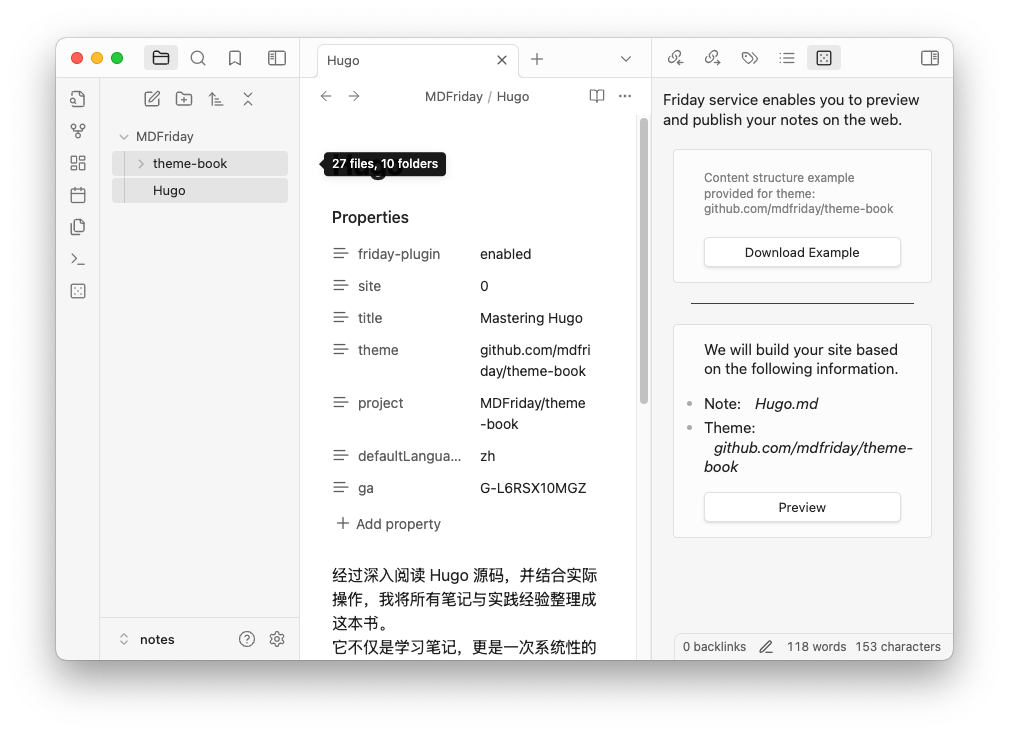 Hugo
MDFriday / Hugo
MDFriday
theme-book
Hugo
notes
27 files, 10 folders
Hugo
Properties
friday-plugin enabled
site 0
title Mastering Hugo
theme github.com/mdfri
day/theme-book
project MDFriday/theme
-book
defaultLangua... zh
ga G-L6RSX10MGZ
Add property
经过深入阅读 Hugo 源码，并结合实际
操作，我将所有笔记与实践经验整理成
这本书。
它不仅是学习笔记，更是一次系统性的
Friday service enables you to preview
and publish your notes on the web.
Content structure example
provided for theme:
github.com/mdfriday/theme-book
Download Example
We will build your site based
on the following information.
Note: Hugo.md
Theme:
github.com/mdfriday/theme-
book
Preview
0 backlinks 118 words 153 characters